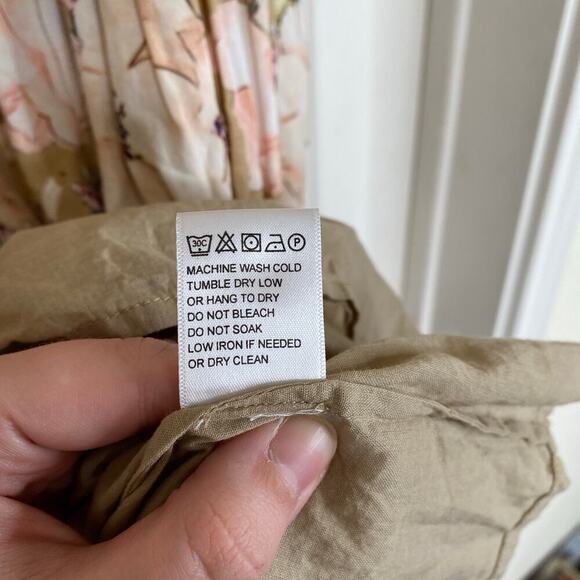 30C P
MACHINE WASH COLD
TUMBLE DRY LOW
OR HANG TO DRY
DO NOT BLEACH
DO NOT SOAK
LOW IRON IF NEEDED
OR DRY CLEAN